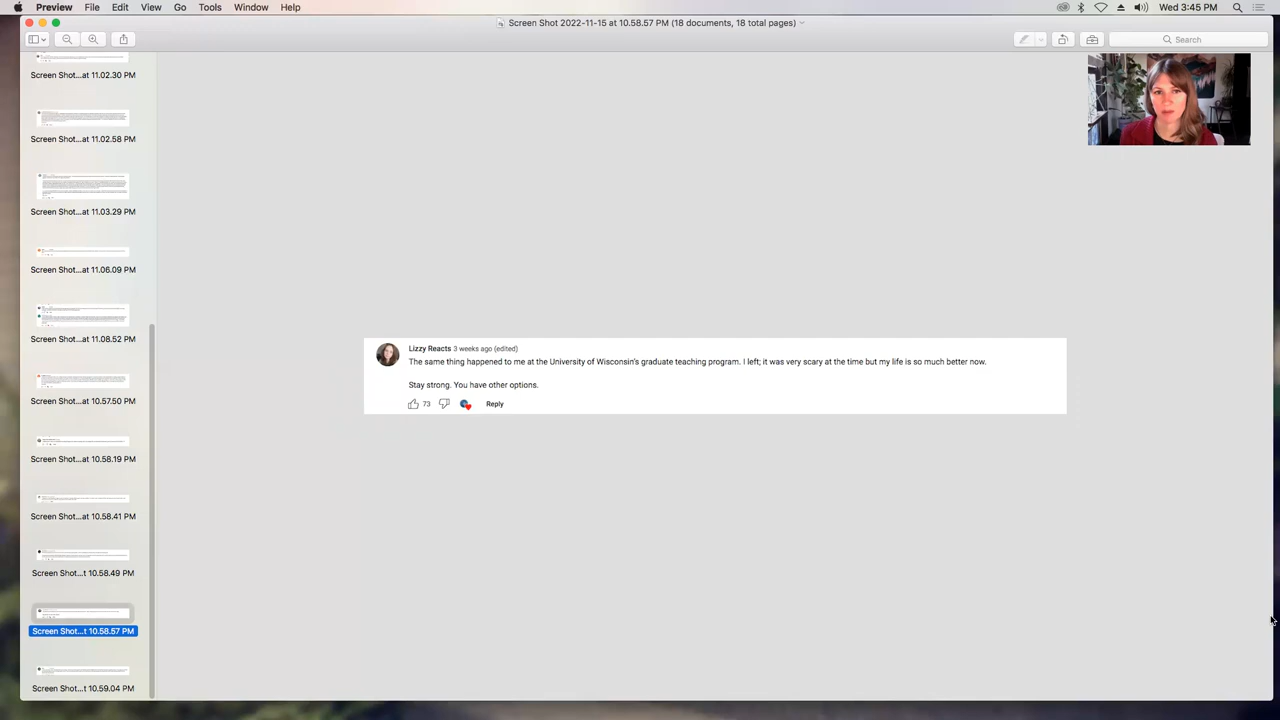 Preview File Edit View Go Tools Window Help Wed 3:45 PM
Screen Shot 2022-11-15 at 10.58.57 PM (18 documents, 18 total pages)
Search
Screen Shot...at 11.02.30 PM
Screen Shot...at 11.02.58 PM
Screen Shot...at 11.03.29 PM
Screen Shot...at 11.06.09 PM
Screen Shot...at 11.08.52 PM
Screen Shot...at 10.57.50 PM
Screen Shot...at 10.58.19 PM
Screen Shot...at 10.58.41 PM
Screen Shot...t 10.58.49 PM
Screen Shot...t 10.58.57 PM
Screen Shot...t 10.59.04 PM
Lizzy Reacts 3 weeks ago (edited)
The same thing happened to me at the University of Wisconsin's graduate teaching program. I left; it was very scary at the time but my life is so much better now.
Stay strong. You have other options.
73 Reply